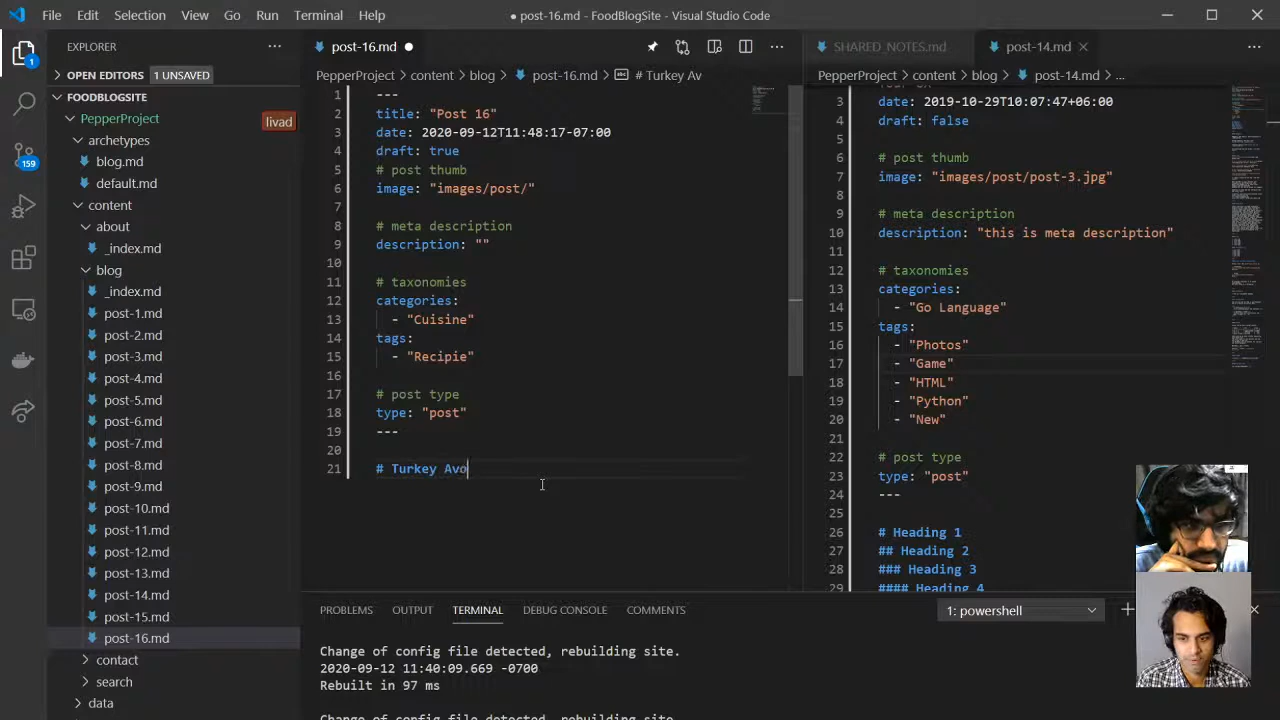 File Edit Selection View Go Run Terminal Help
● post-16.md - FoodBlogSite - Visual Studio Code
EXPLORER
OPEN EDITORS 1 UNSAVED
FOODBLOGSITE
PepperProject
livad
archetypes
blog.md
default.md
content
about
_index.md
blog
_index.md
post-1.md
post-2.md
post-3.md
post-4.md
post-5.md
post-6.md
post-7.md
post-8.md
post-9.md
post-10.md
post-11.md
post-12.md
post-13.md
post-14.md
post-15.md
post-16.md
contact
search
data
1
159
post-16.md
PepperProject > content > blog > post-16.md > # Turkey Av
1 ---
2 title: "Post 16"
3 date: 2020-09-12T11:48:17-07:00
4 draft: true
5 # post thumb
6 image: "images/post/"
7
8 # meta description
9 description: ""
10
11 # taxonomies
12 categories:
13 - "Cuisine"
14 tags:
15 - "Recipie"
16
17 # post type
18 type: "post"
19 ---
20
21 # Turkey Avo
SHARED_NOTES.md post-14.md
PepperProject > content > blog > post-14.md > ...
3 date: 2019-10-29T10:07:47+06:00
4 draft: false
5
6 # post thumb
7 image: "images/post/post-3.jpg"
8
9 # meta description
10 description: "this is meta description"
11
12 # taxonomies
13 categories:
14 - "Go Language"
15 tags:
16 - "Photos"
17 - "Game"
18 - "HTML"
19 - "Python"
20 - "New"
21
22 # post type
23 type: "post"
24 ---
25
26 # Heading 1
27 ## Heading 2
28 ### Heading 3
29 #### Heading 4
PROBLEMS OUTPUT TERMINAL DEBUG CONSOLE COMMENTS
1: powershell
Change of config file detected, rebuilding site.
2020-09-12 11:40:09.669 -0700
Rebuilt in 97 ms
Change of config file detected, rebuilding site.